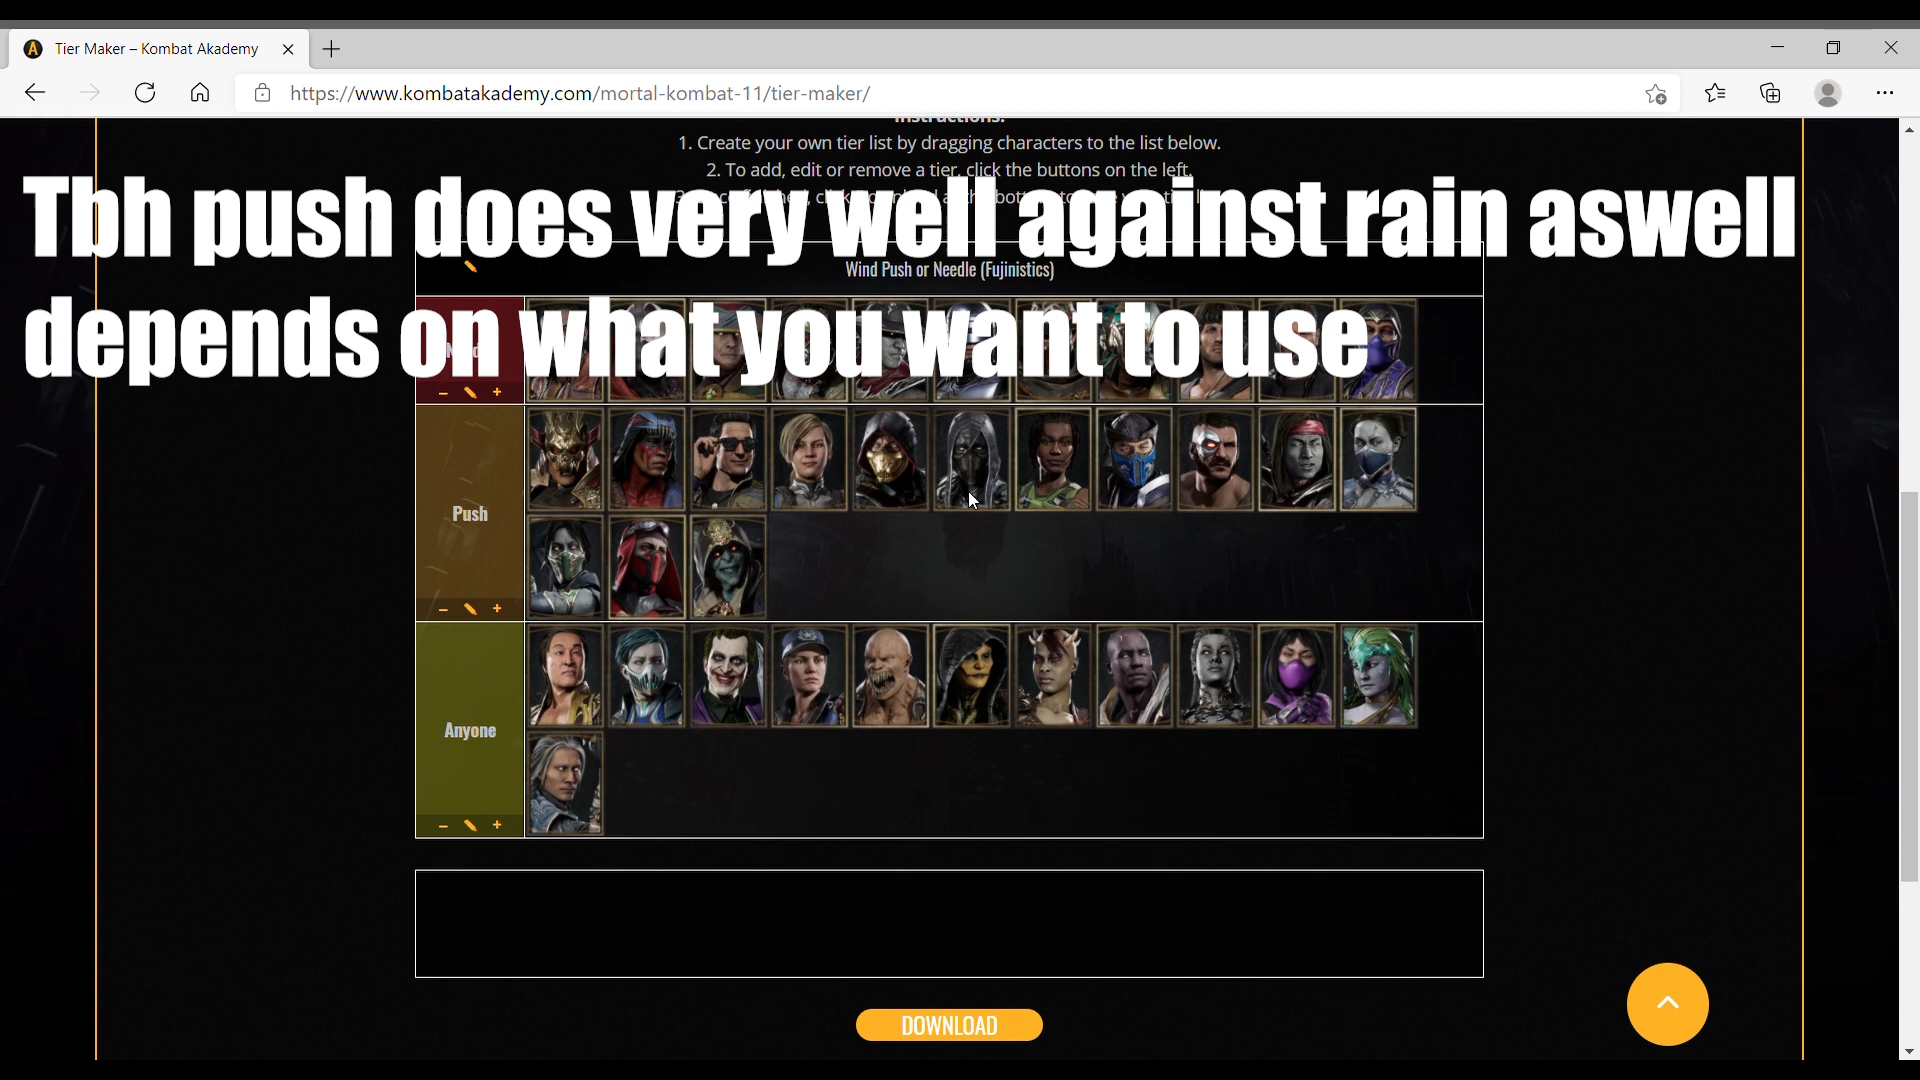 Tier Maker – Kombat Akademy
https://www.kombatakademy.com/mortal-kombat-11/tier-maker/
Instructions:
1. Create your own tier list by dragging characters to the list below.
2. To add, edit or remove a tier, click the buttons on the left.
Tbh push does very well against rain aswell
Wind Push or Needle (Fujinistics)
depends on what you want to use
Push
Anyone
DOWNLOAD